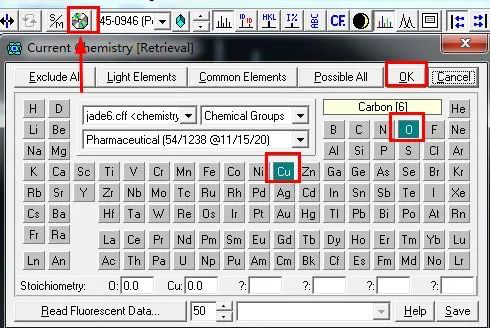 S/M 45-0946 (P HKL I% CF.
Current Chemistry [Retrieval]
Exclude All Light Elements Common Elements Possible All OK Cancel
jade6.cff <chemistry Chemical Groups Carbon [6]
Pharmaceutical (54/1238 @11/15/20)
H D He
Li Be B C N O F Ne
Na Mg Al Si P S Cl Ar
K Ca Sc Ti V Cr Mn Fe Co Ni Cu Zn Ga Ge As Se Br Kr
Rb Sr Y Zr Nb Mo Tc Ru Rh Pd Ag Cd In Sn Sb Te I Xe
Cs Ba Hf Ta W Re Os Ir Pt Au Hg Tl Pb Bi Po At Rn
Fr Ra La Ce Pr Nd Pm Sm Eu Gd Tb Dy Ho Er Tm Yb Lu
Ln An Ac Th Pa U Np Pu Am Cm Bk Cf Es Fm Md No Lr
Stoichiometry: O: 0.0 Cu: 0.0 ?: ?: ?: ?:
Read Fluorescent Data... 50 Help Save